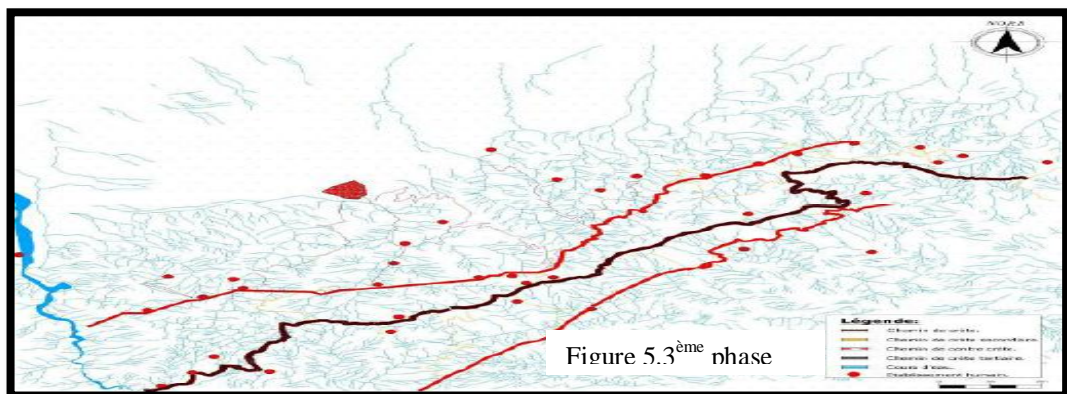 NORD
Légende:
Chemin de crête.
Chemin de crête secondaire.
Chemin de contre crête.
Chemin de crête tertiaire.
Cours d'eau.
Etablissement humain.
Figure 5.3ème phase